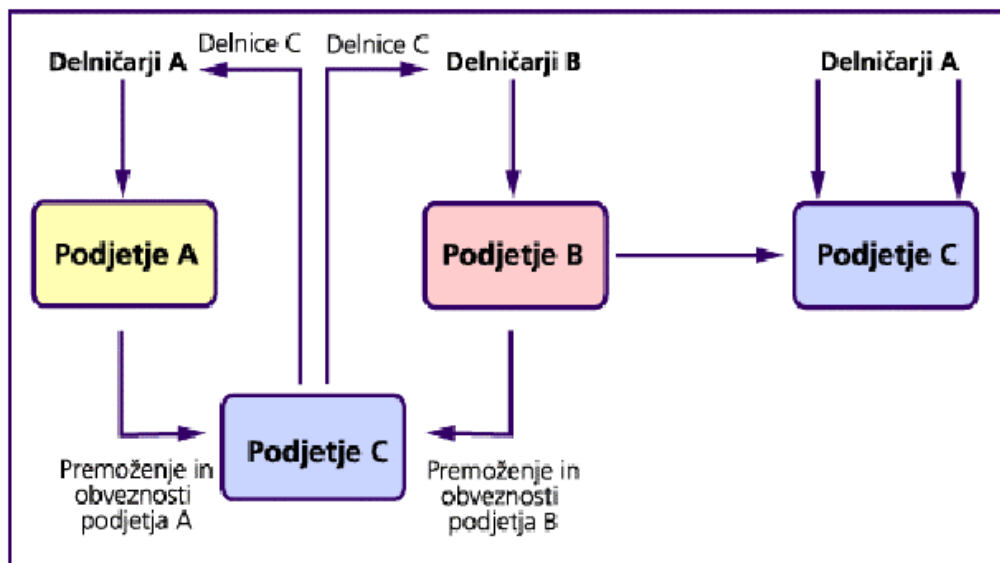 Delnice C
Delnice C
Delničarji A
Delničarji B
Delničarji A
Podjetje A
Podjetje B
Podjetje C
Podjetje C
Premoženje in
obveznosti
podjetja A
Premoženje in
obveznosti
podjetja B